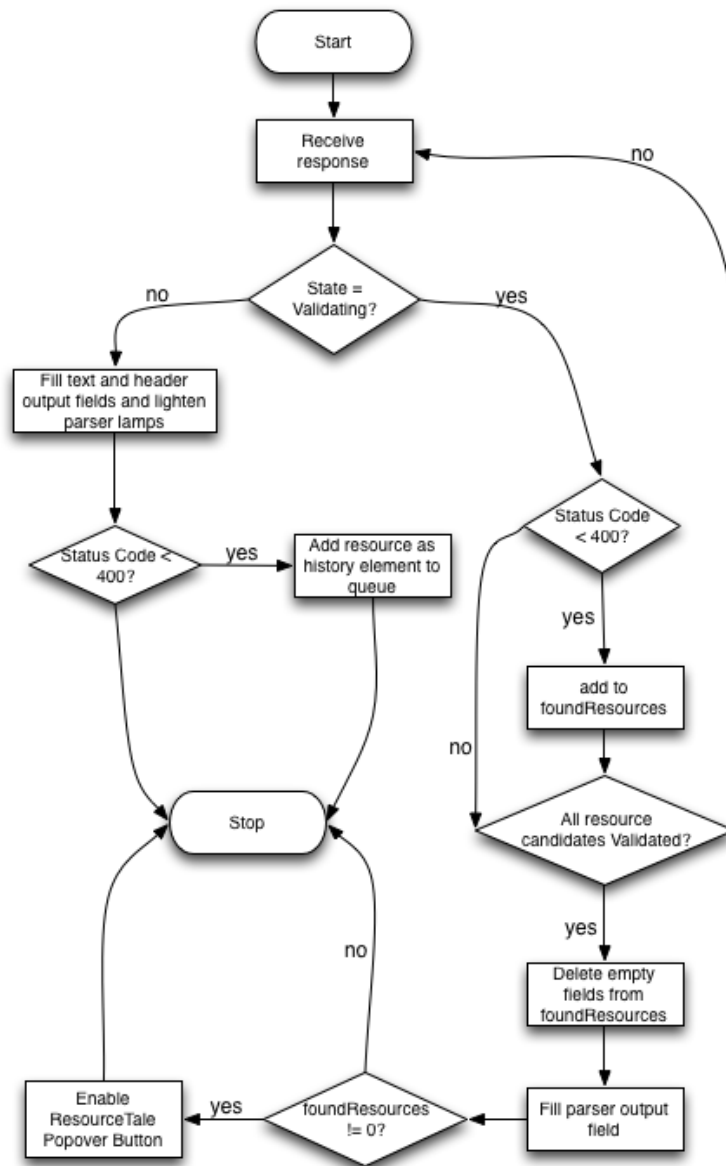 Start
Receive
response
no
State =
Validating?
no
yes
Fill text and header
output fields and lighten
parser lamps
Status Code
< 400?
Status Code <
400?
yes
Add resource as
history element to
queue
yes
add to
foundResources
no
Stop
All resource
candidates Validated?
yes
no
Delete empty
fields from
foundResources
Enable
ResourceTale
Popover Button
yes
foundResources
!= 0?
Fill parser output
field